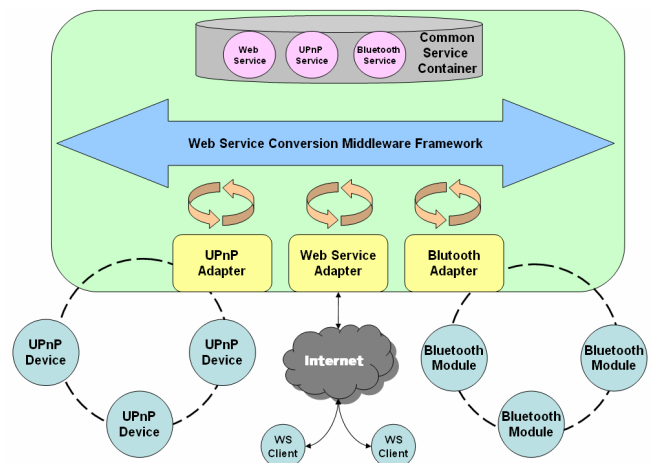 Web
Service
UPnP
Service
Bluetooth
Service
Common
Service
Container
Web Service Conversion Middleware Framework
UPnP
Adapter
Web Service
Adapter
Blutooth
Adapter
UPnP
Device
UPnP
Device
UPnP
Device
Internet
Bluetooth
Module
Bluetooth
Module
Bluetooth
Module
WS
Client
WS
Client